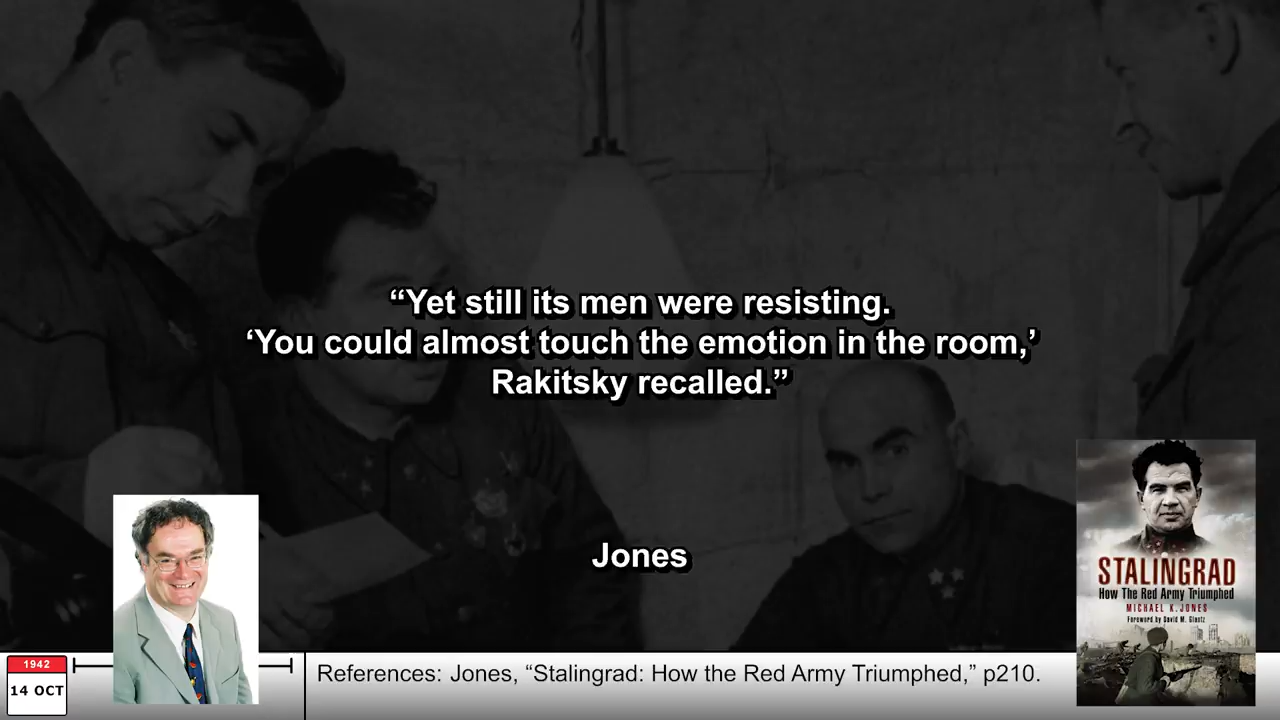 “Yet still its men were resisting.
‘You could almost touch the emotion in the room,’
Rakitsky recalled.”
Jones
STALINGRAD
How The Red Army Triumphed
MICHAEL K. JONES
Foreword by David M. Glantz
1942
14 OCT
References: Jones, “Stalingrad: How the Red Army Triumphed,” p210.